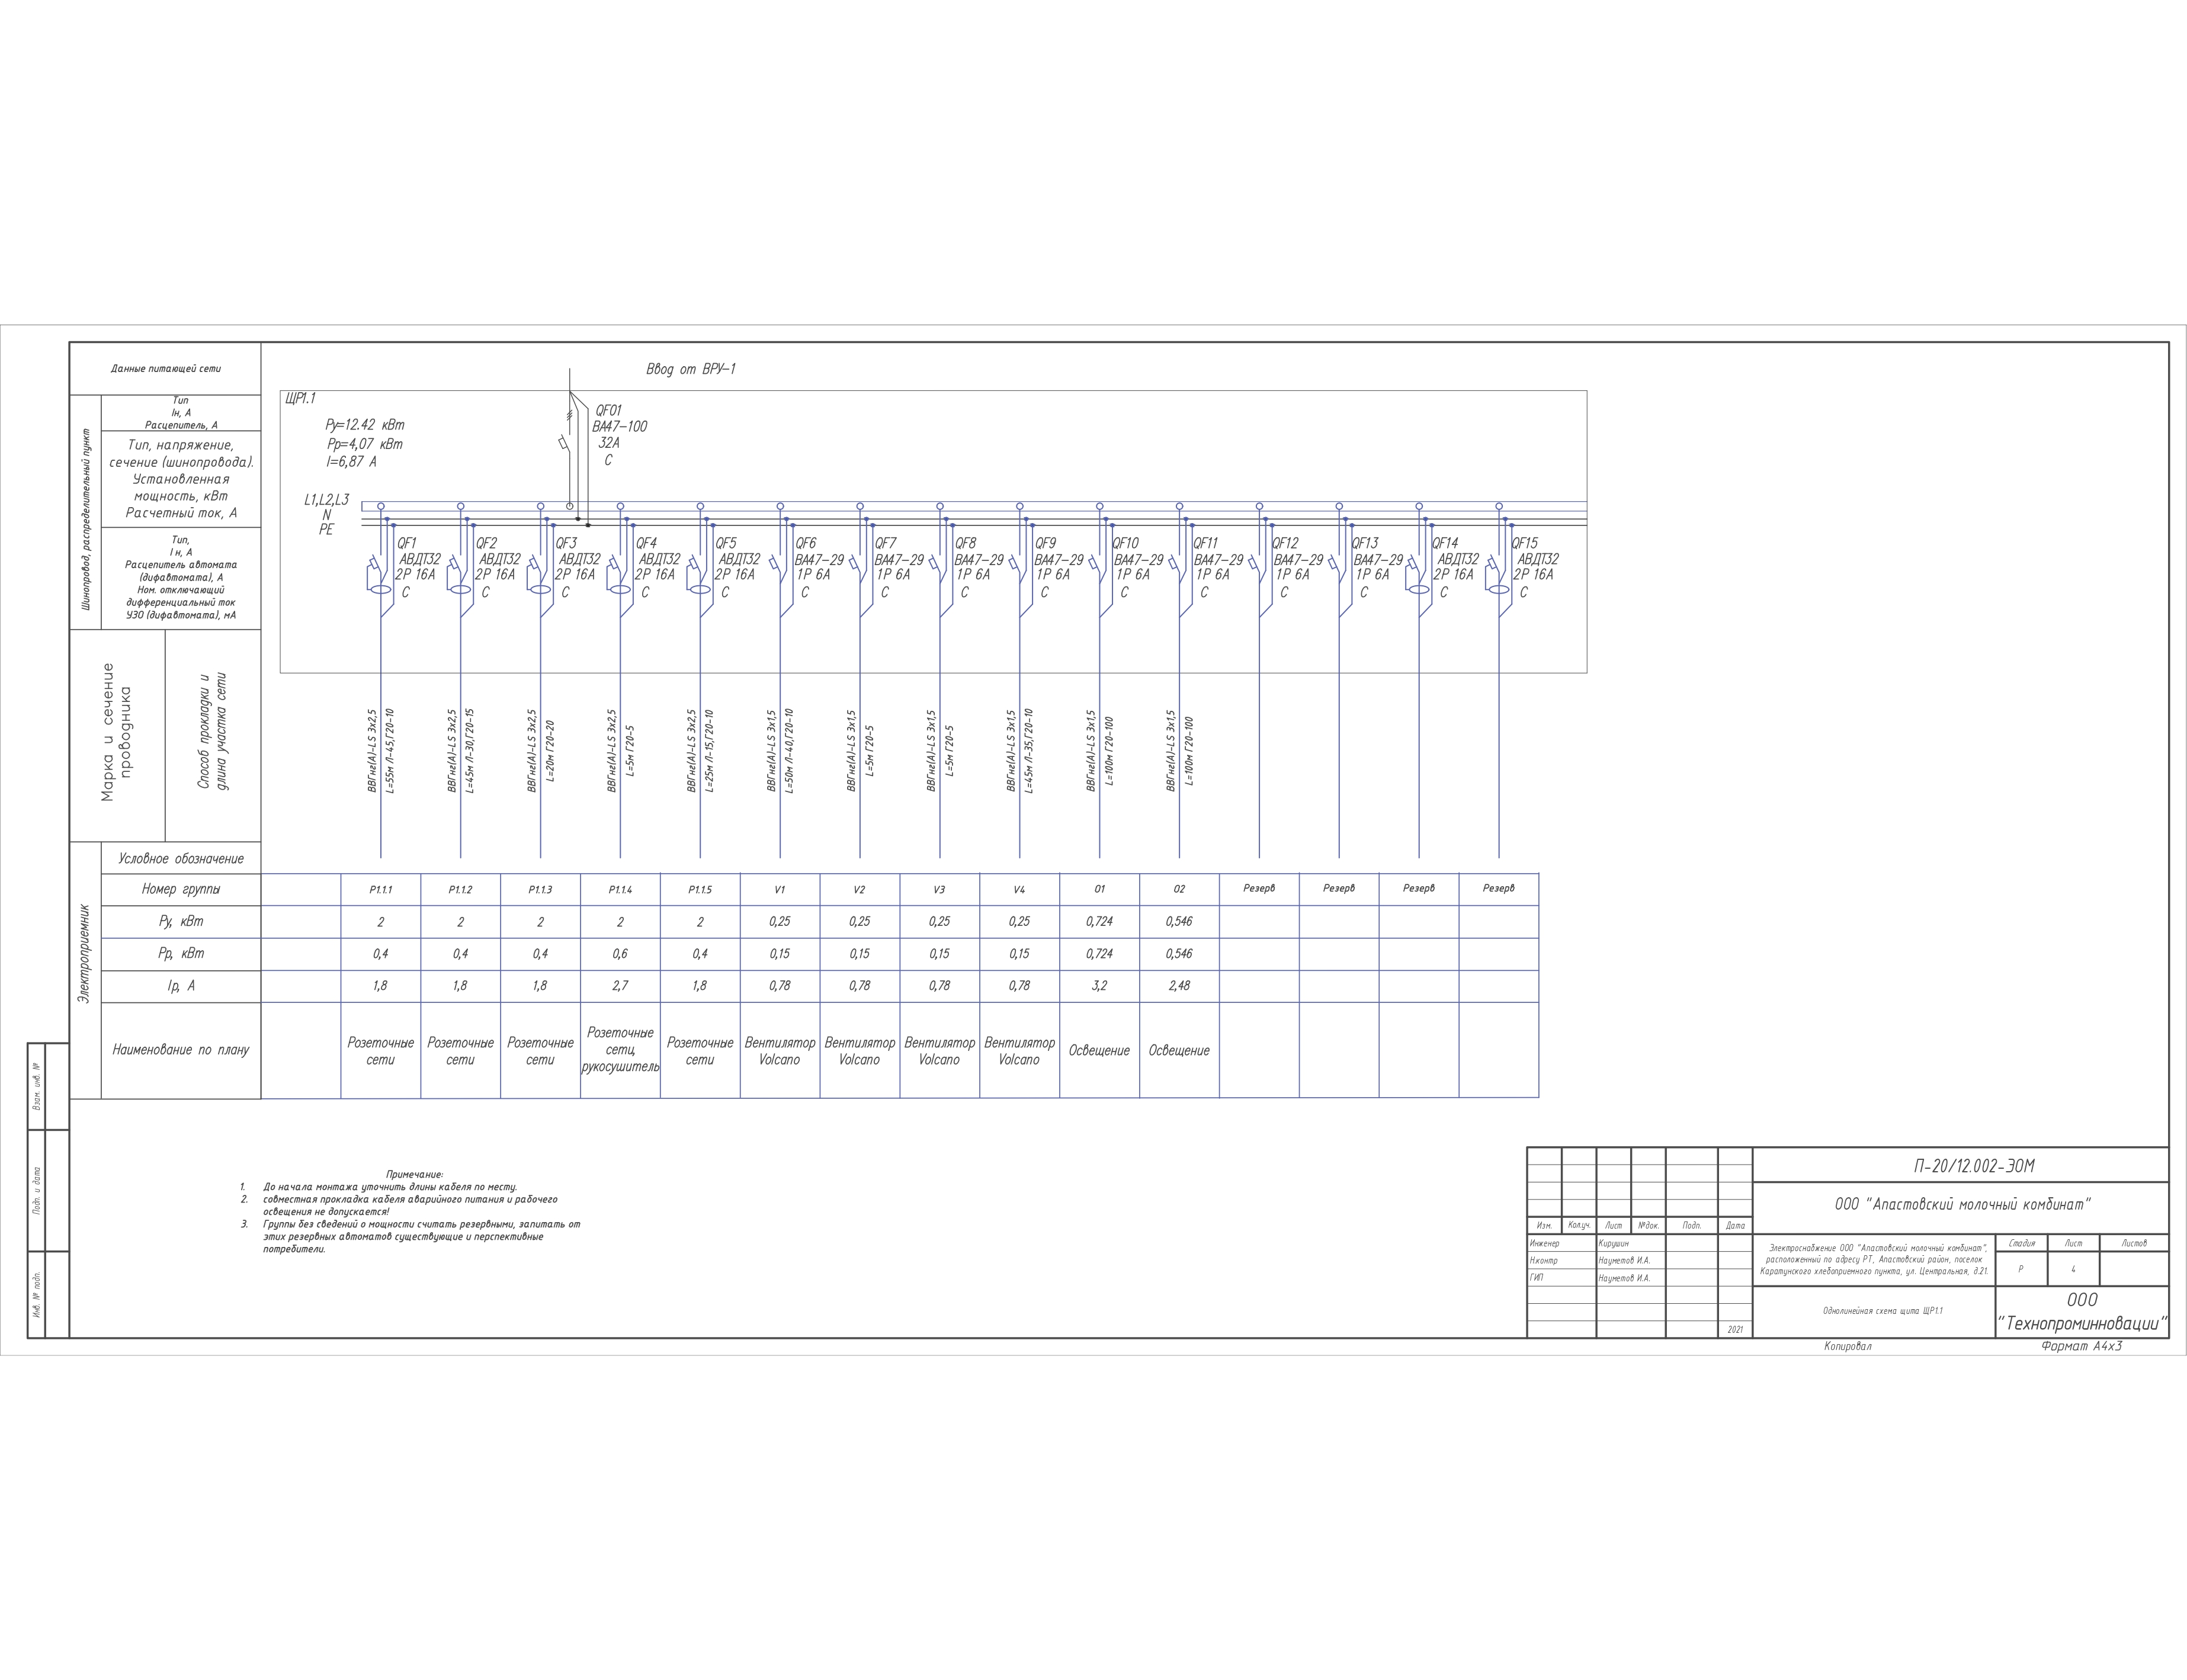 Данные питающей сети
Шинопровод, распределительный пункт
Тип
Iн, А
Расцепитель, А
Тип, напряжение,
сечение (шинопровода).
Установленная
мощность, кВт
Расчетный ток, А
Тип,
I н, А
Расцепитель автомата
(дифавтомата), А
Ном. отключающий
дифференциальный ток
УЗО (дифавтомата), мА
Марка и сечение
проводника
Способ прокладки и
длина участка сети
Ввод от ВРУ-1
ЩР1.1
Ру=12.42 кВт
Рр=4,07 кВт
I=6,87 А
QF01
ВА47-100
32А
С
L1,L2,L3
N
PE
QF1
АВДТ32
2Р 16А
С
QF2
АВДТ32
2Р 16А
С
QF3
АВДТ32
2Р 16А
С
QF4
АВДТ32
2Р 16А
С
QF5
АВДТ32
2Р 16А
С
QF6
ВА47-29
1Р 6А
С
QF7
ВА47-29
1Р 6А
С
QF8
ВА47-29
1Р 6А
С
QF9
ВА47-29
1Р 6А
С
QF10
ВА47-29
1Р 6А
С
QF11
ВА47-29
1Р 6А
С
QF12
ВА47-29
1Р 6А
С
QF13
ВА47-29
1Р 6А
С
QF14
АВДТ32
2Р 16А
С
QF15
АВДТ32
2Р 16А
С
ВВГнг(А)-LS 3х2,5
L=55м Л-45,Г20-10
ВВГнг(А)-LS 3х2,5
L=45м Л-30,Г20-15
ВВГнг(А)-LS 3х2,5
L=20м Г20-20
ВВГнг(А)-LS 3х2,5
L=5м Г20-5
ВВГнг(А)-LS 3х2,5
L=25м Л-15,Г20-10
ВВГнг(А)-LS 3х1,5
L=50м Л-40,Г20-10
ВВГнг(А)-LS 3х1,5
L=5м Г20-5
ВВГнг(А)-LS 3х1,5
L=5м Г20-5
ВВГнг(А)-LS 3х1,5
L=45м Л-35,Г20-10
ВВГнг(А)-LS 3х1,5
L=100м Г20-100
ВВГнг(А)-LS 3х1,5
L=100м Г20-100
Электроприемник
Условное обозначение
Номер группы Р1.1.1 Р1.1.2 Р1.1.3 Р1.1.4 Р1.1.5 V1 V2 V3 V4 О1 О2 Резерв Резерв Резерв Резерв
Ру, кВт 2 2 2 2 2 0,25 0,25 0,25 0,25 0,724 0,546
Рр, кВт 0,4 0,4 0,4 0,6 0,4 0,15 0,15 0,15 0,15 0,724 0,546
Iр, А 1,8 1,8 1,8 2,7 1,8 0,78 0,78 0,78 0,78 3,2 2,48
Наименование по плану
Розеточные
сети
Розеточные
сети
Розеточные
сети
Розеточные
сети,
рукосушитель
Розеточные
сети
Вентилятор
Volcano
Вентилятор
Volcano
Вентилятор
Volcano
Вентилятор
Volcano
Освещение
Освещение
Примечание:
1. До начала монтажа уточнить длины кабеля по месту.
2. совместная прокладка кабеля аварийного питания и рабочего
освещения не допускается!
3. Группы без сведений о мощности считать резервными, запитать от
этих резервных автоматов существующие и перспективные
потребители.
Взам. инв. №
Подп. и дата
Инв. № подп.
П-20/12.002-ЭОМ
ООО "Апастовский молочный комбинат"
Изм. Кол.уч. Лист №док. Подп. Дата
Инженер Кирушин
Н.контр Науметов И.А.
ГИП Науметов И.А.
2021
Электроснабжение ООО "Апастовский молочный комбинат",
расположенный по адресу РТ, Апастовский район, поселок
Каратунского хлебоприемного пункта, ул. Центральная, д.21.
Стадия Лист Листов
Р 4
Однолинейная схема щита ЩР1.1
ООО
"Технопроминновации"
Копировал
Формат А4х3